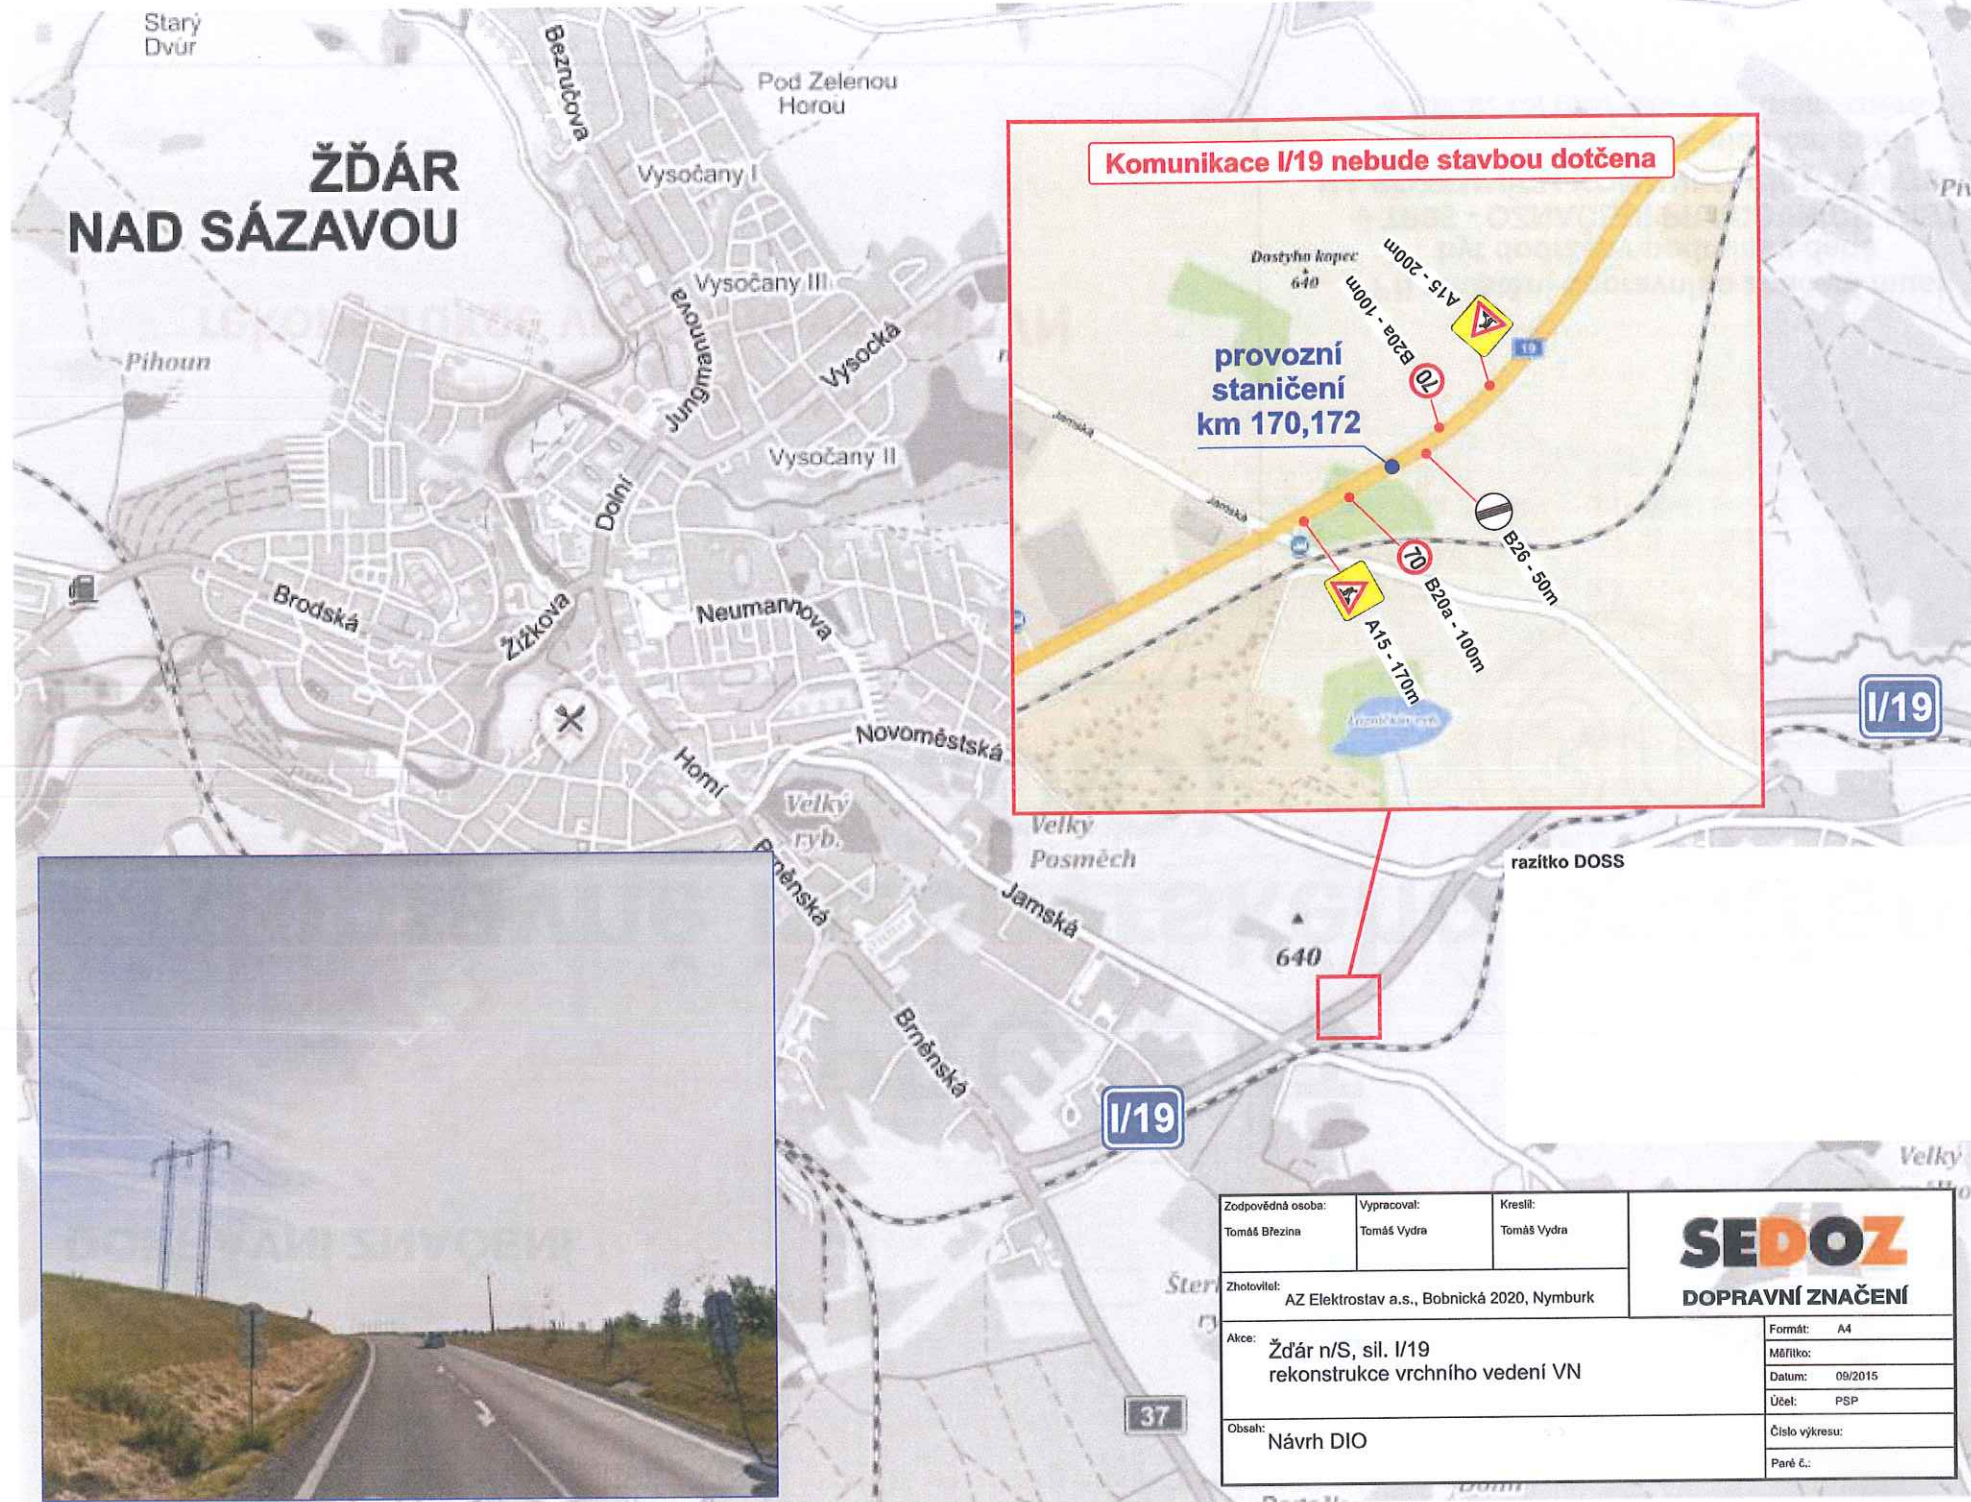 Starý
Dvůr
Bezručova
Pod Zelenou
Horou
ŽĎÁR
NAD SÁZAVOU
Vysočany I
Vysočany III
Jungmannova
Vysocká
Pihoun
Vysočany II
Dolní
Brodská
Žižkova
Neumannova
Novoměstská
Horní
Velký
ryb.
Velký
Posměch
Brněnská
Jamská
640
Brněnská
I/19
I/19
37
Komunikace I/19 nebude stavbou dotčena
Dostyho kopec
640
A15 - 200m
B20a - 100m
70
19
provozní
staničení
km 170,172
Jamská
Jamská
B26 - 50m
70
B20a - 100m
A15 - 170m
razítko DOSS
Velký
Zodpovědná osoba:
Tomáš Březina
Vypracoval:
Tomáš Vydra
Kreslil:
Tomáš Vydra
SEDOZ
DOPRAVNÍ ZNAČENÍ
Zhotovitel:
AZ Elektrostav a.s., Bobnická 2020, Nymburk
Akce:
Žďár n/S, sil. I/19
rekonstrukce vrchního vedení VN
Formát: A4
Měřítko:
Datum: 09/2015
Účel: PSP
Číslo výkresu:
Paré č.:
Obsah:
Návrh DIO